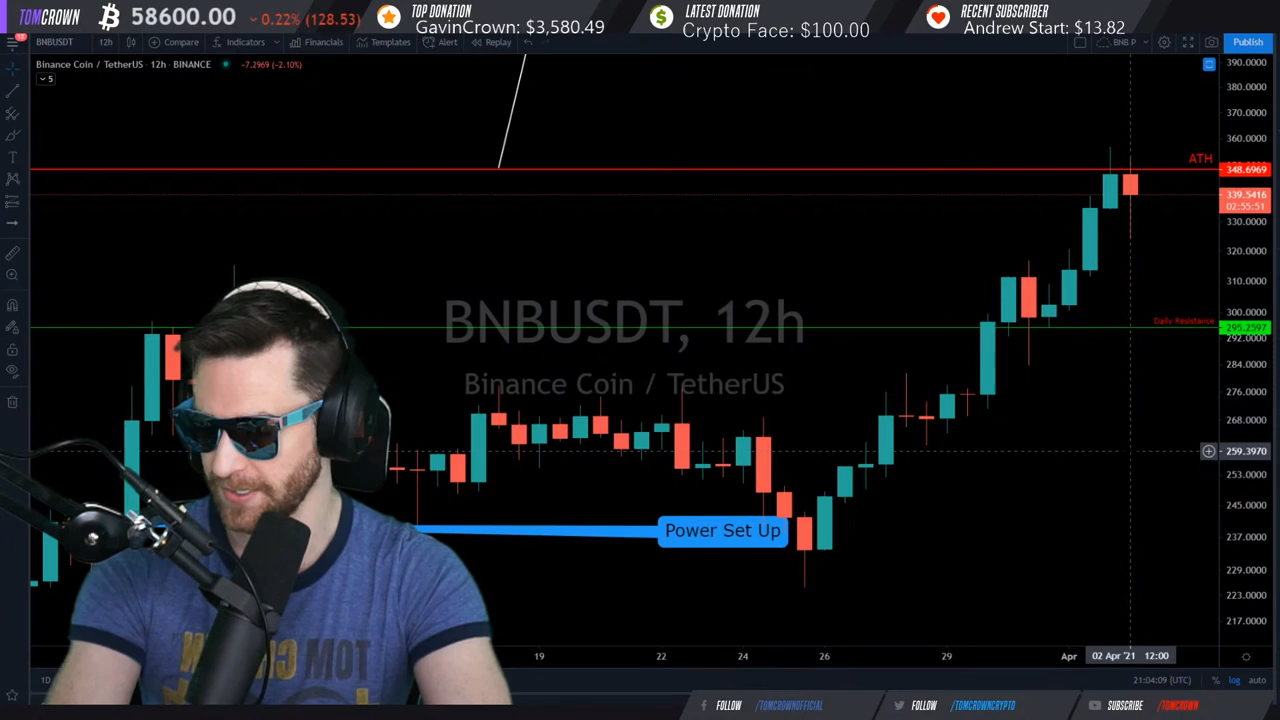 TOMCROWN
58600.00
0.22% (128.53)
TOP DONATION
GavinCrown: $3,580.49
$
LATEST DONATION
Crypto Face: $100.00
RECENT SUBSCRIBER
Andrew Start: $13.82
BNBUSDT
12h
Compare
Indicators
Financials
Templates
Alert
Replay
BNB P
Publish
Binance Coin / TetherUS · 12h · BINANCE
−7.2969 (−2.10%)
5
390.0000
380.0000
370.0000
360.0000
ATH
348.6969
339.5416
02:55:51
330.0000
320.0000
310.0000
300.0000
Daily Resistance
295.2597
292.0000
284.0000
276.0000
268.0000
259.3970
253.0000
245.0000
237.0000
229.0000
223.0000
217.0000
BNBUSDT, 12h
Binance Coin / TetherUS
Power Set Up
TOM
19
22
24
26
29
Apr
02 Apr '21 12:00
1D
21:04:09 (UTC)
%
log
auto
FOLLOW
/TOMCROWNOFFICIAL
FOLLOW
/TOMCROWNCRYPTO
SUBSCRIBE
/TOMCROWN